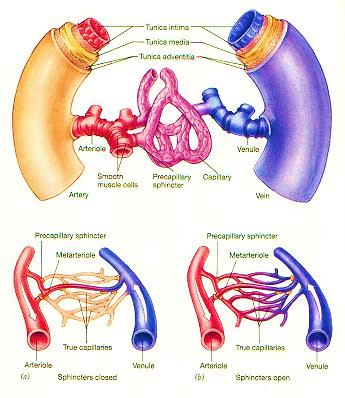 Tunica intima
Tunica media
Tunica adventitia
Arteriole
Venule
Smooth
muscle cells
Precapillary
sphincter
Capillary
Artery
Vein
Precapillary sphincter
Metarteriole
True capillaries
Arteriole
Venule
(a)
Sphincters closed
Precapillary sphincter
Metarteriole
True capillaries
Arteriole
Venule
(b)
Sphincters open